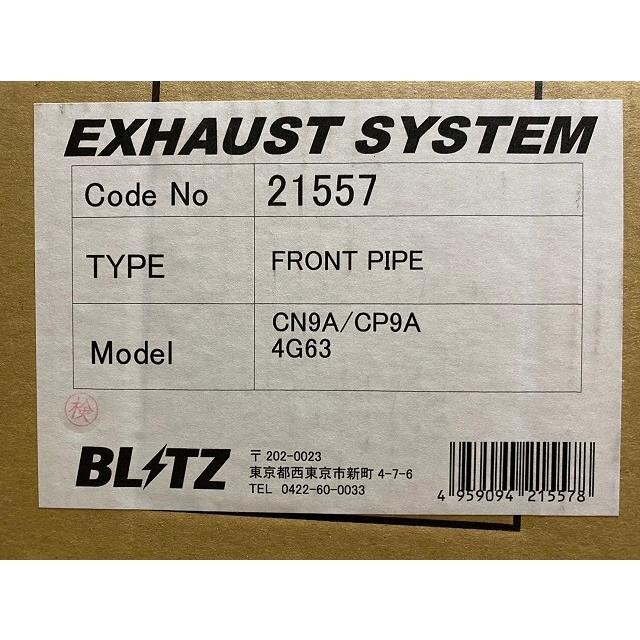 EXHAUST SYSTEM
Code No 21557
TYPE FRONT PIPE
Model CN9A/CP9A
4G63
検
BLITZ
〒202-0023
東京都西東京市新町 4-7-6
TEL 0422-60-0033
4 959094 215578